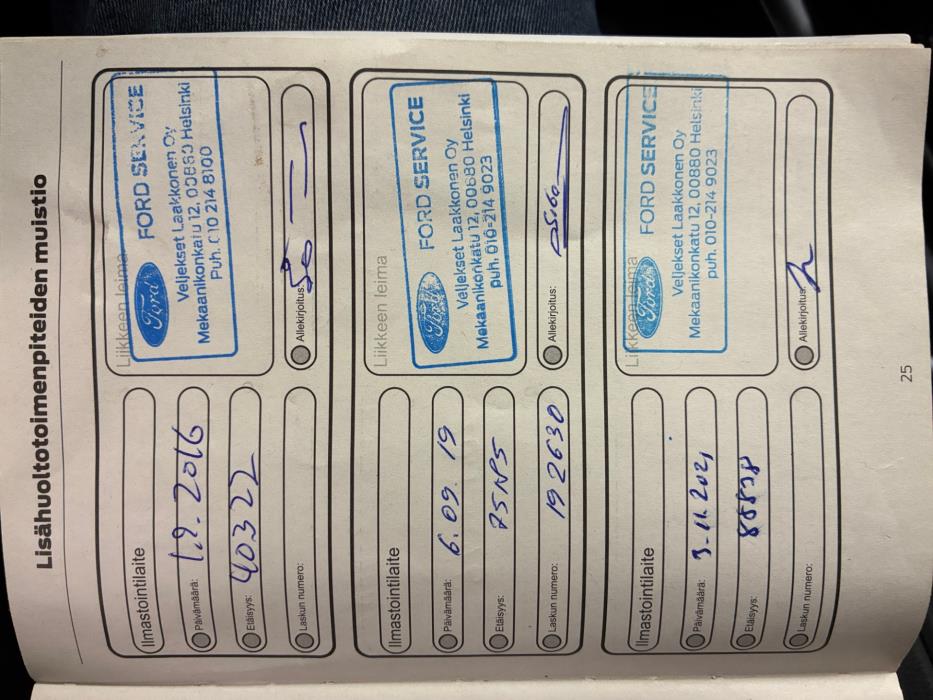 Lisähuoltotoimenpiteiden muistio
Ilmastointilaite
Päivämäärä: 1.9.2016
Etäisyys: 40322
Laskun numero:
Liikkeen leima
Ford FORD SERVICE
Veljekset Laakkonen Oy
Mekaanikonkatu 12, 00880 Helsinki
Puh. 010 214 8100
Allekirjoitus:
Ilmastointilaite
Päivämäärä: 6.09.19
Etäisyys:
Laskun numero: 192630
Liikkeen leima
Ford FORD SERVICE
Veljekset Laakkonen Oy
Mekaanikonkatu 12, 00880 Helsinki
puh. 010-214 9023
Allekirjoitus:
Ilmastointilaite
Päivämäärä: 3.11.2021
Etäisyys:
Laskun numero:
Liikkeen leima
Ford FORD SERVICE
Veljekset Laakkonen Oy
Mekaanikonkatu 12, 00880 Helsinki
puh. 010-214 9023
Allekirjoitus:
25